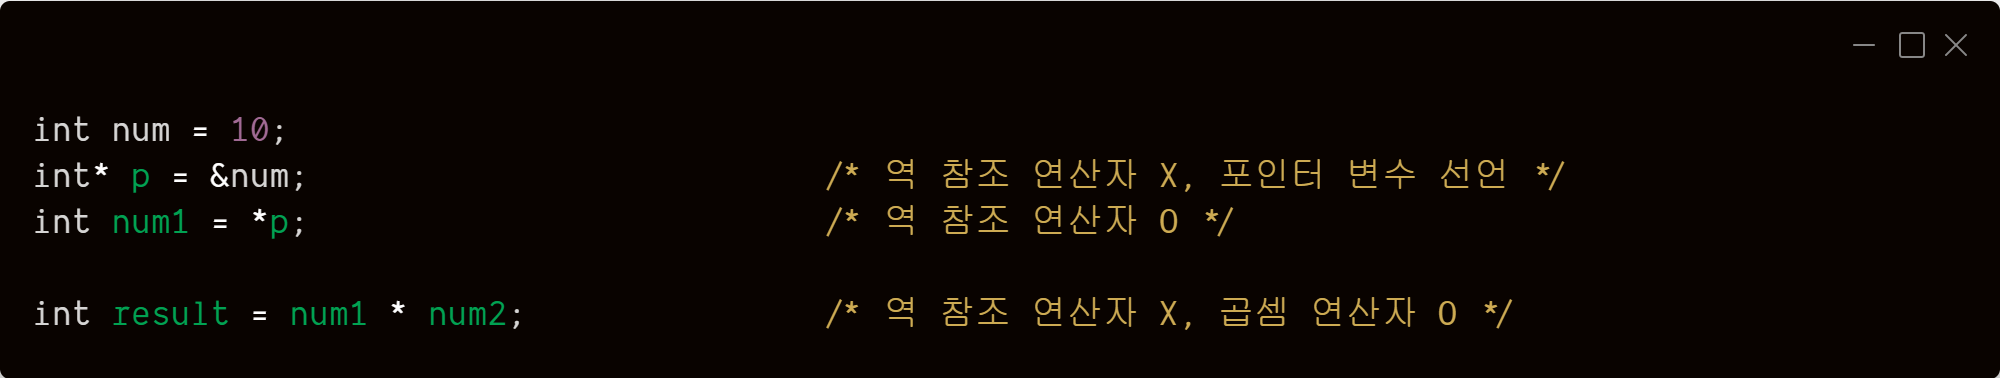 int num = 10;
int* p = &num; /* 역 참조 연산자 X, 포인터 변수 선언 */
int num1 = *p; /* 역 참조 연산자 O */
int result = num1 * num2; /* 역 참조 연산자 X, 곱셈 연산자 O */